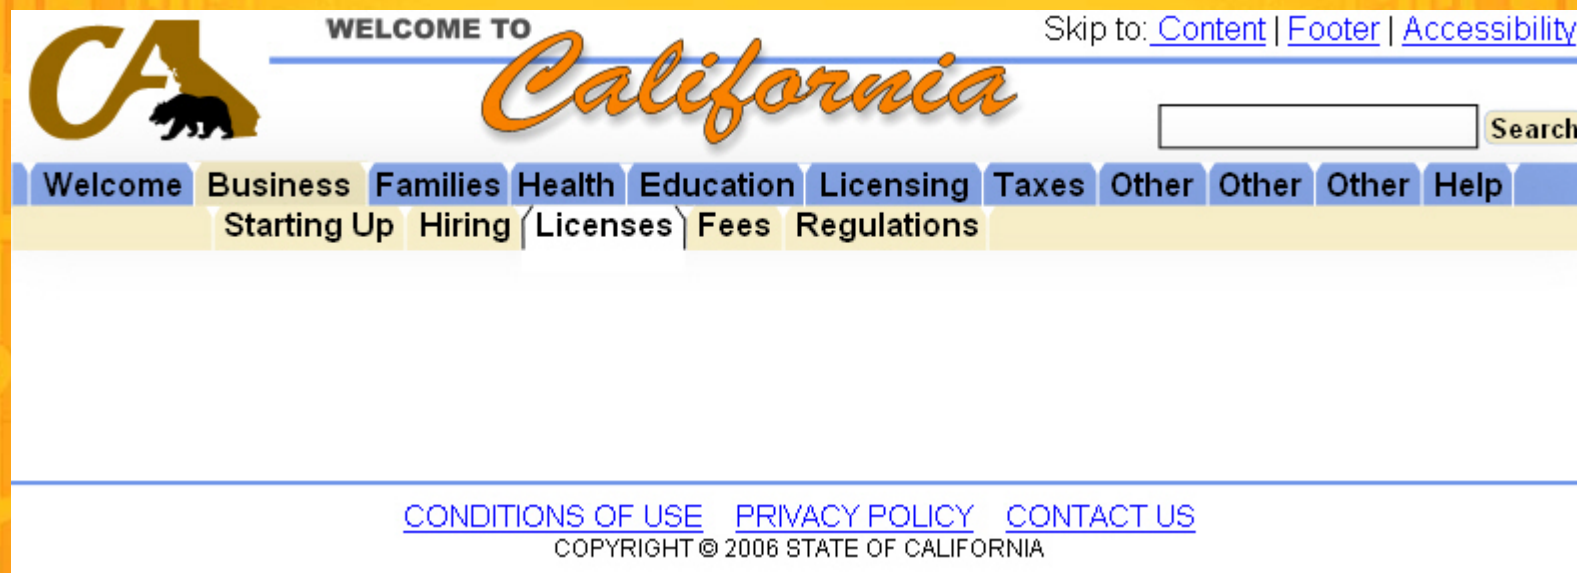 CA
WELCOME TO
California
Skip to: Content | Footer | Accessibility
Search
Welcome Business Families Health Education Licensing Taxes Other Other Other Help
Starting Up Hiring Licenses Fees Regulations
CONDITIONS OF USE PRIVACY POLICY CONTACT US
COPYRIGHT © 2006 STATE OF CALIFORNIA